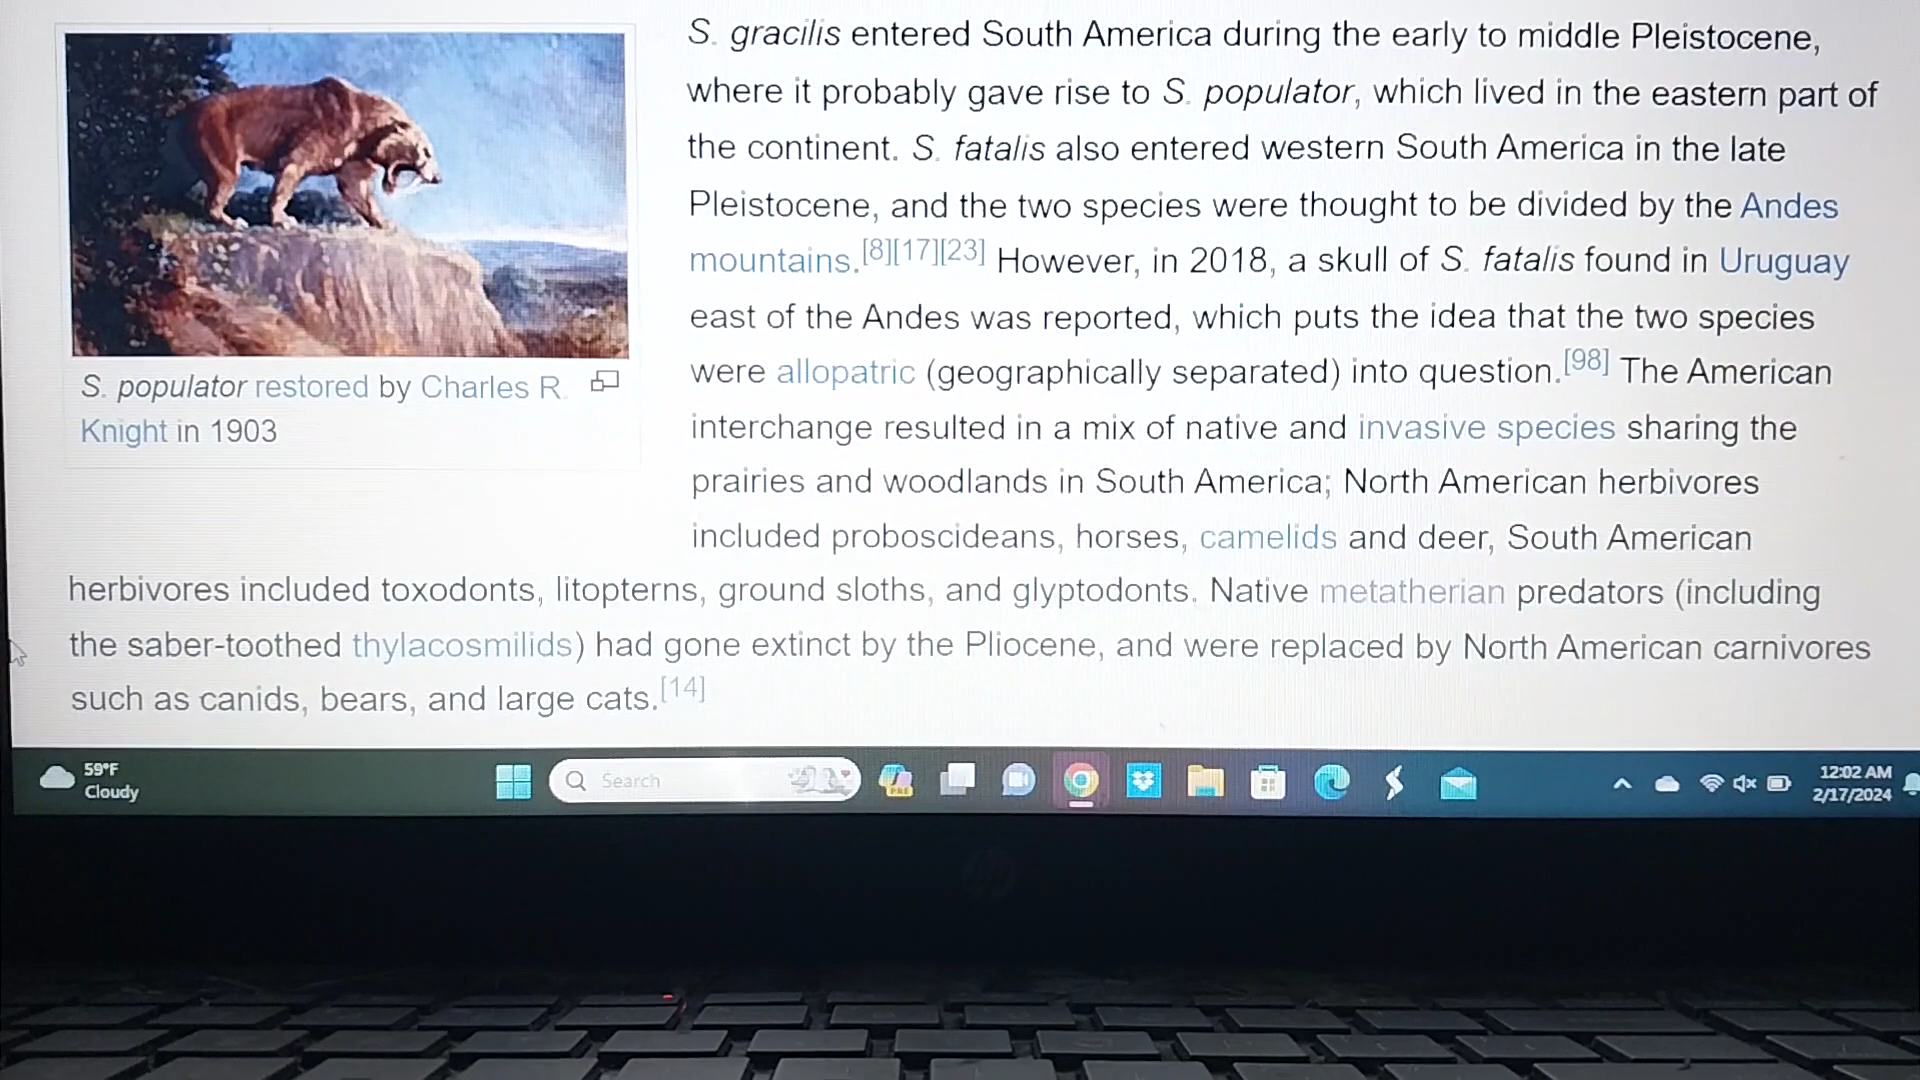 S. gracilis entered South America during the early to middle Pleistocene,
where it probably gave rise to S. populator, which lived in the eastern part of
the continent. S. fatalis also entered western South America in the late
Pleistocene, and the two species were thought to be divided by the Andes
mountains.[8][17][23] However, in 2018, a skull of S. fatalis found in Uruguay
east of the Andes was reported, which puts the idea that the two species
were allopatric (geographically separated) into question.[98] The American
interchange resulted in a mix of native and invasive species sharing the
prairies and woodlands in South America; North American herbivores
included proboscideans, horses, camelids and deer, South American
herbivores included toxodonts, litopterns, ground sloths, and glyptodonts. Native metatherian predators (including
the saber-toothed thylacosmilids) had gone extinct by the Pliocene, and were replaced by North American carnivores
such as canids, bears, and large cats.[14]
S. populator restored by Charles R.
Knight in 1903
59°F
Cloudy
Search
PRE
12:02 AM
2/17/2024
hp